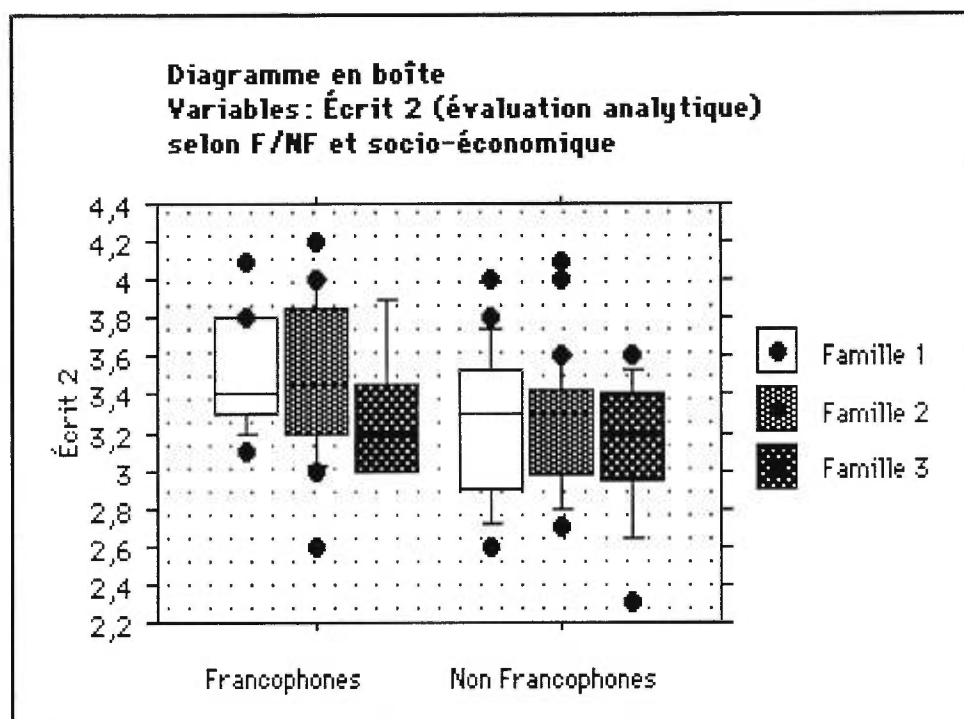 Diagramme en boîte
Variables: Écrit 2 (évaluation analytique)
selon F/NF et socio-économique
4,4
4,2
4
3,8
3,6
3,4
3,2
3
2,8
2,6
2,4
2,2
Écrit 2
Francophones
Non Francophones
Famille 1
Famille 2
Famille 3